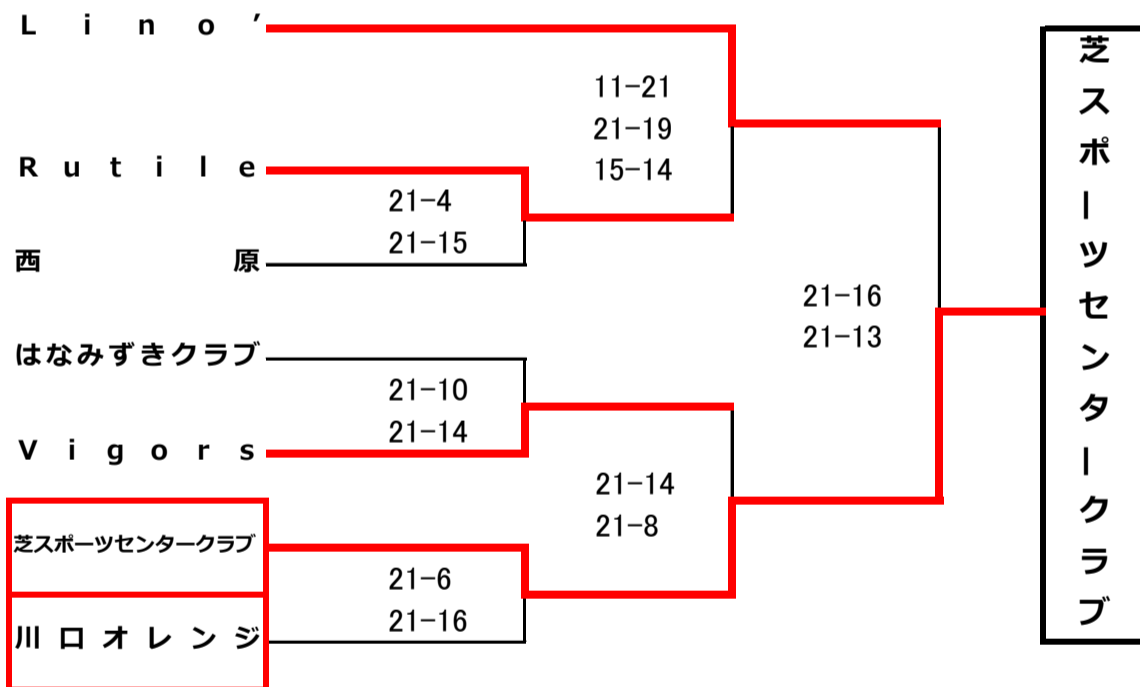 Lino’
11-21
21-19
15-14
Rutile
21-4
21-15
西原
21-16
21-13
はなみずきクラブ
21-10
21-14
Vigors
21-14
21-8
芝スポーツセンタークラブ
21-6
21-16
川口オレンジ
芝スポーツセンタークラブ